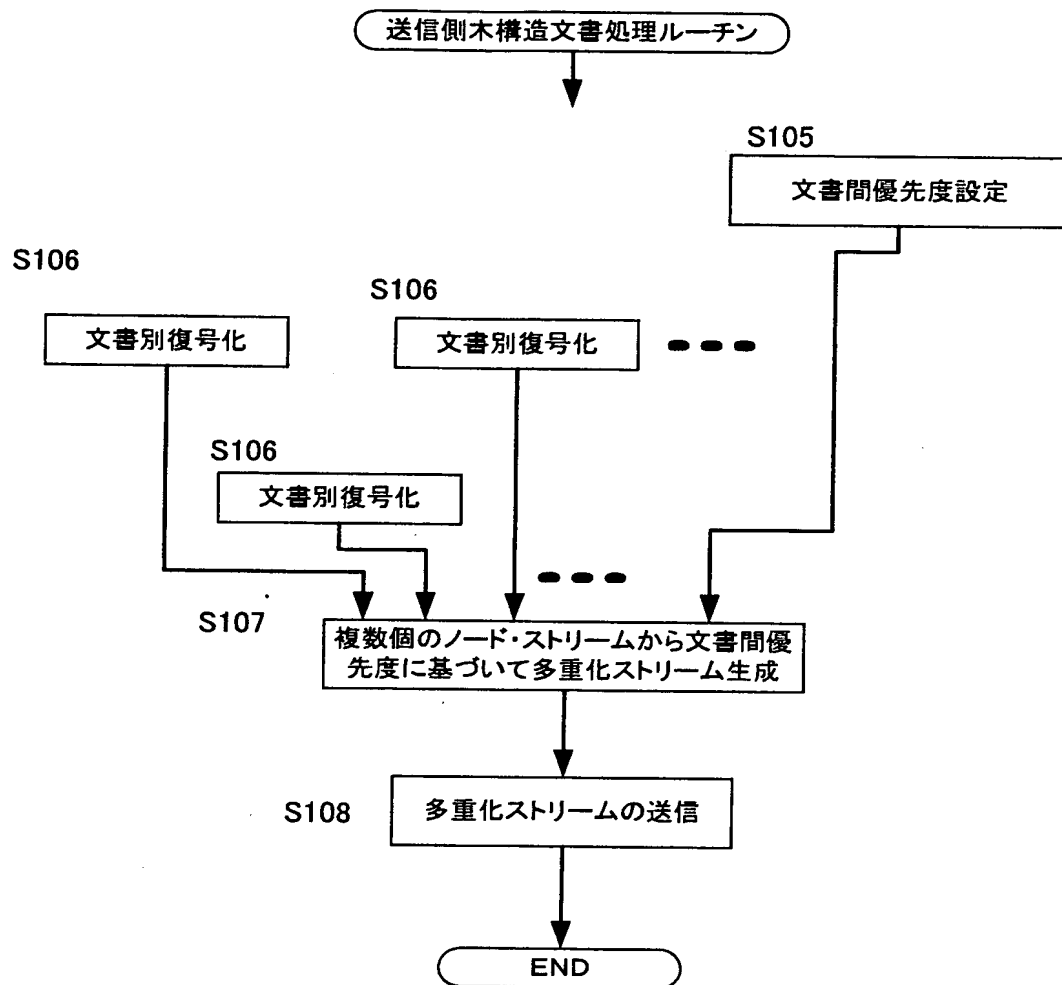 送信側木構造文書処理ルーチン
S105
文書間優先度設定
S106
文書別復号化
S106
文書別復号化
S106
文書別復号化
S107
複数個のノード・ストリームから文書間優
先度に基づいて多重化ストリーム生成
S108
多重化ストリームの送信
END